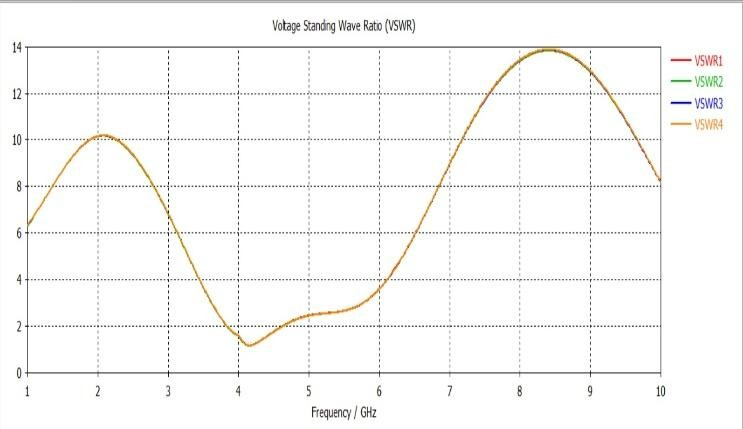 Voltage Standng Wave Ratio (VSWR)
14
12
10
8
6
4
2
0
1 2 3 4 5 6 7 8 9 10
Frequency / GHz
VSWR1
VSWR2
VSWR3
VSWR4